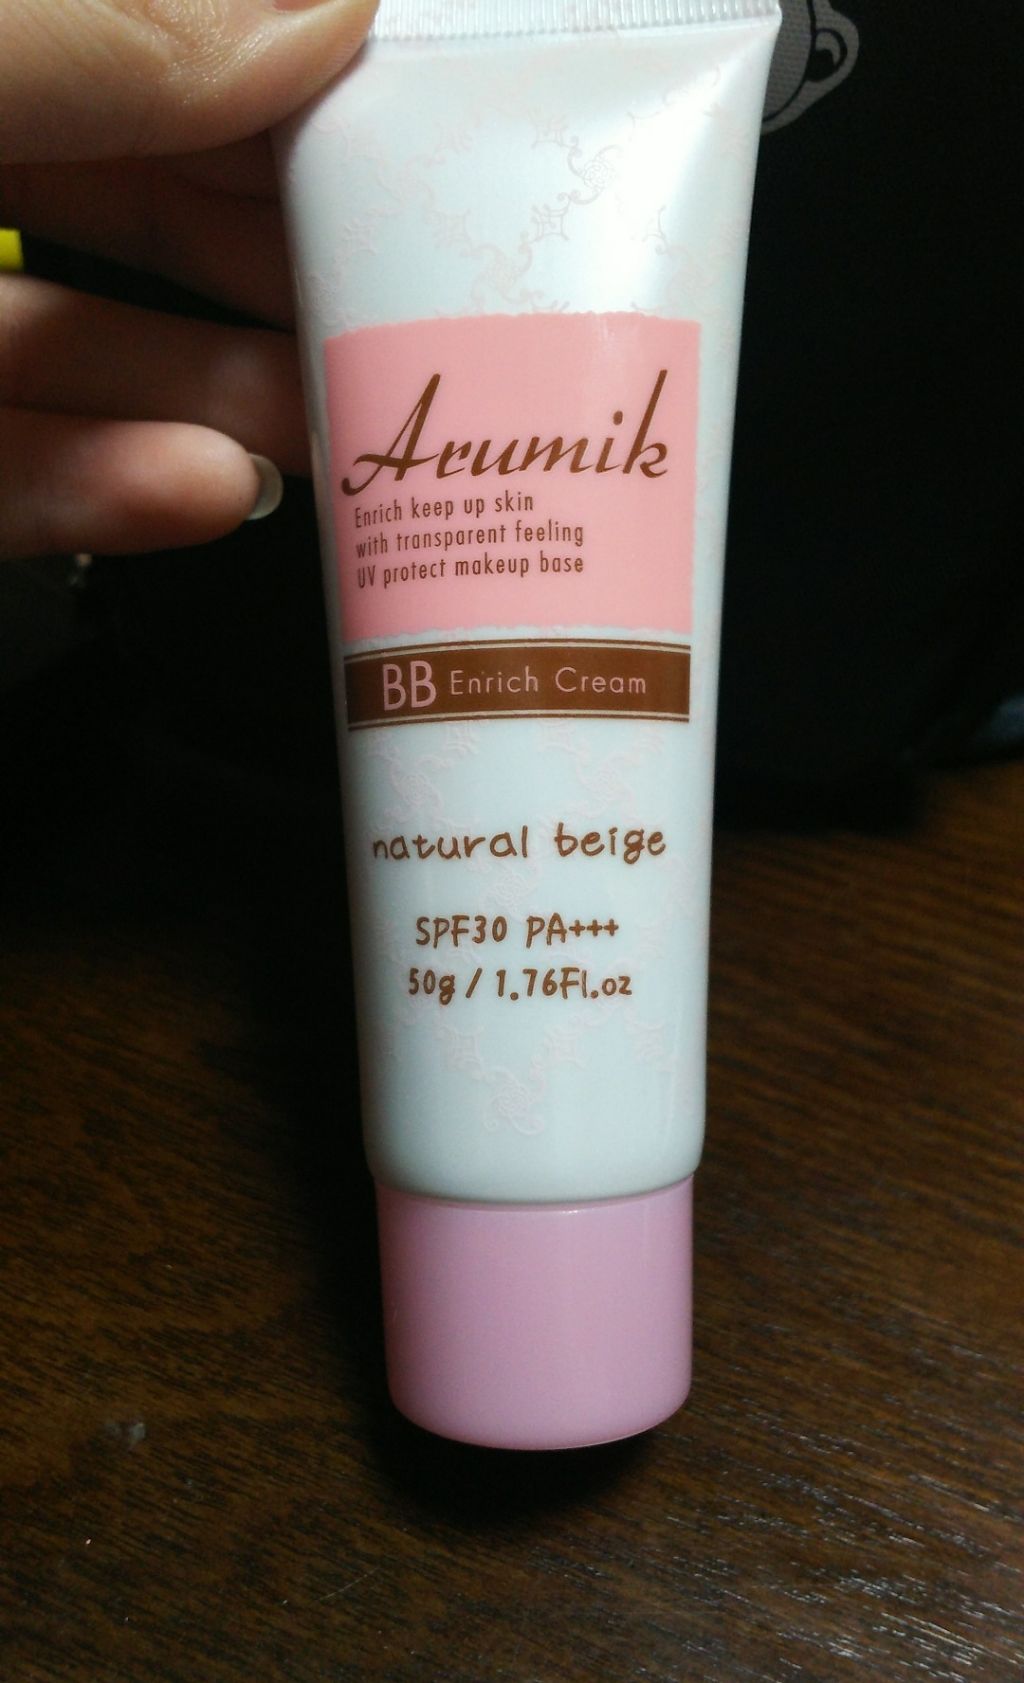 Arumik
Enrich keep up skin
with transparent feeling
UV protect makeup base
BB Enrich Cream
natural beige
SPF30 PA+++
50g / 1.76Fl.oz